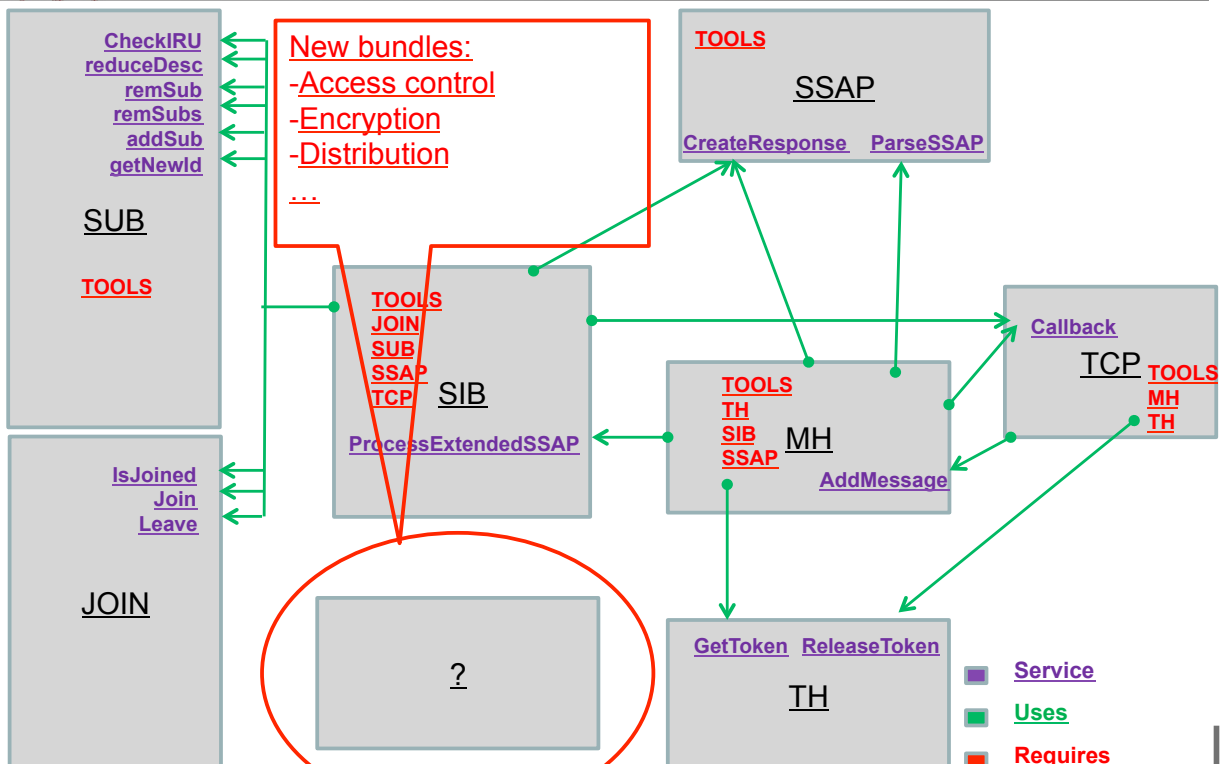 CheckIRU
reduceDesc
remSub
remSubs
addSub
getNewId
SUB
TOOLS
New bundles:
-Access control
-Encryption
-Distribution
...
TOOLS
SSAP
CreateResponse ParseSSAP
TOOLS
JOIN
SUB
SSAP
TCP
SIB
ProcessExtendedSSAP
TOOLS
TH
SIB
SSAP
MH
AddMessage
Callback
TCP
TOOLS
MH
TH
IsJoined
Join
Leave
JOIN
?
GetToken ReleaseToken
TH
Service
Uses
Requires